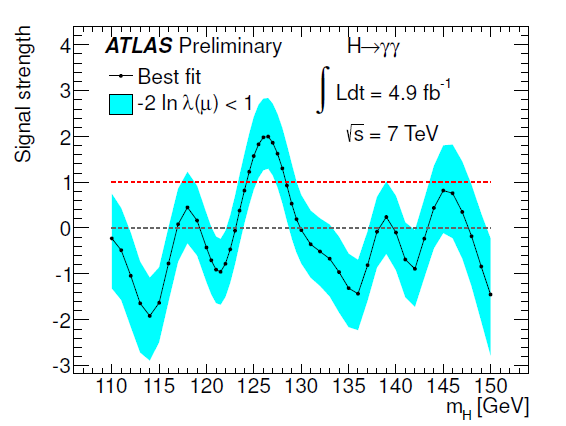 ATLAS Preliminary
H→γγ
Best fit
-2 ln λ(μ) < 1
∫ Ldt = 4.9 fb⁻¹
√s = 7 TeV
Signal strength
4
3
2
1
0
-1
-2
-3
110 115 120 125 130 135 140 145 150
m_H [GeV]